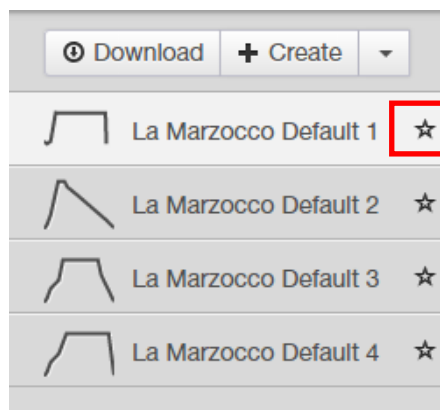 Download Create
La Marzocco Default 1
La Marzocco Default 2
La Marzocco Default 3
La Marzocco Default 4